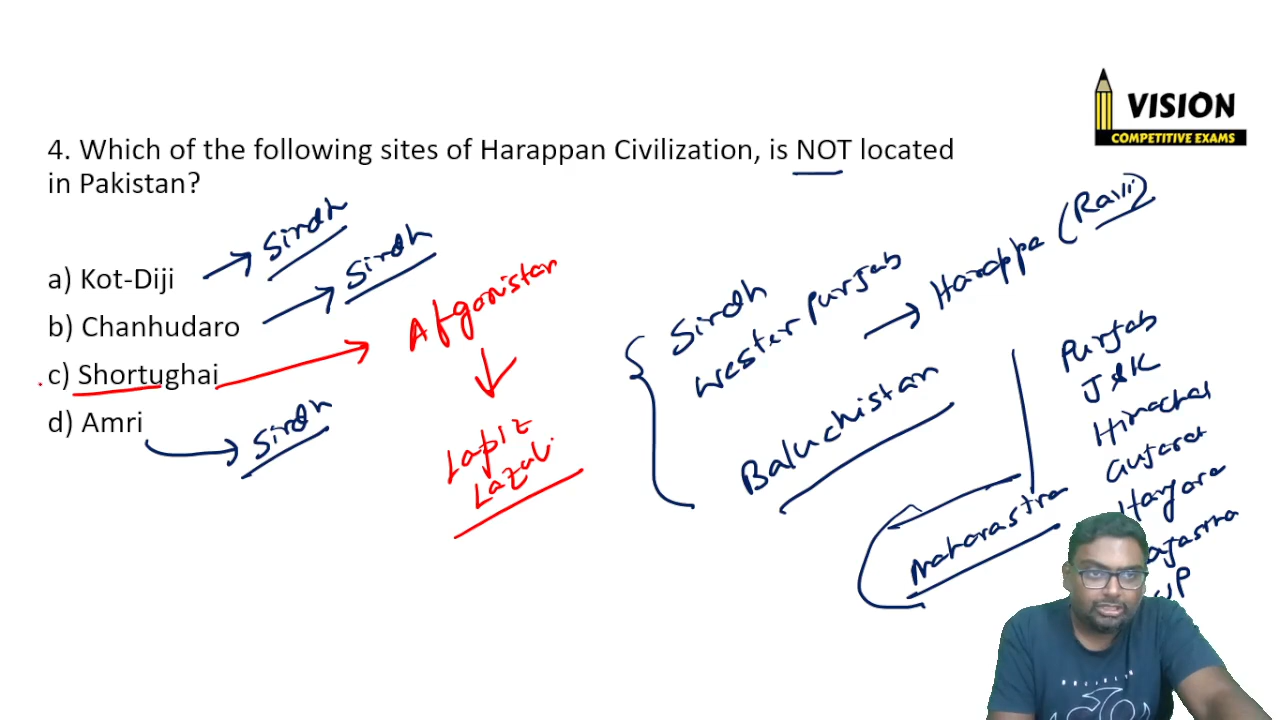 VISION
COMPETITIVE EXAMS
4. Which of the following sites of Harappan Civilization, is NOT located
in Pakistan?
a) Kot-Diji → Sindh
b) Chanhudaro → Sindh
c) Shortughai → Afganistan
d) Amri → Sindh
Lapiz
Lazuli
Sindh
Western Punjab → Harappa (Ravi)
Baluchistan
Punjab
J&K
Himachal
Gujarat
Haryana
Maharastra
UP